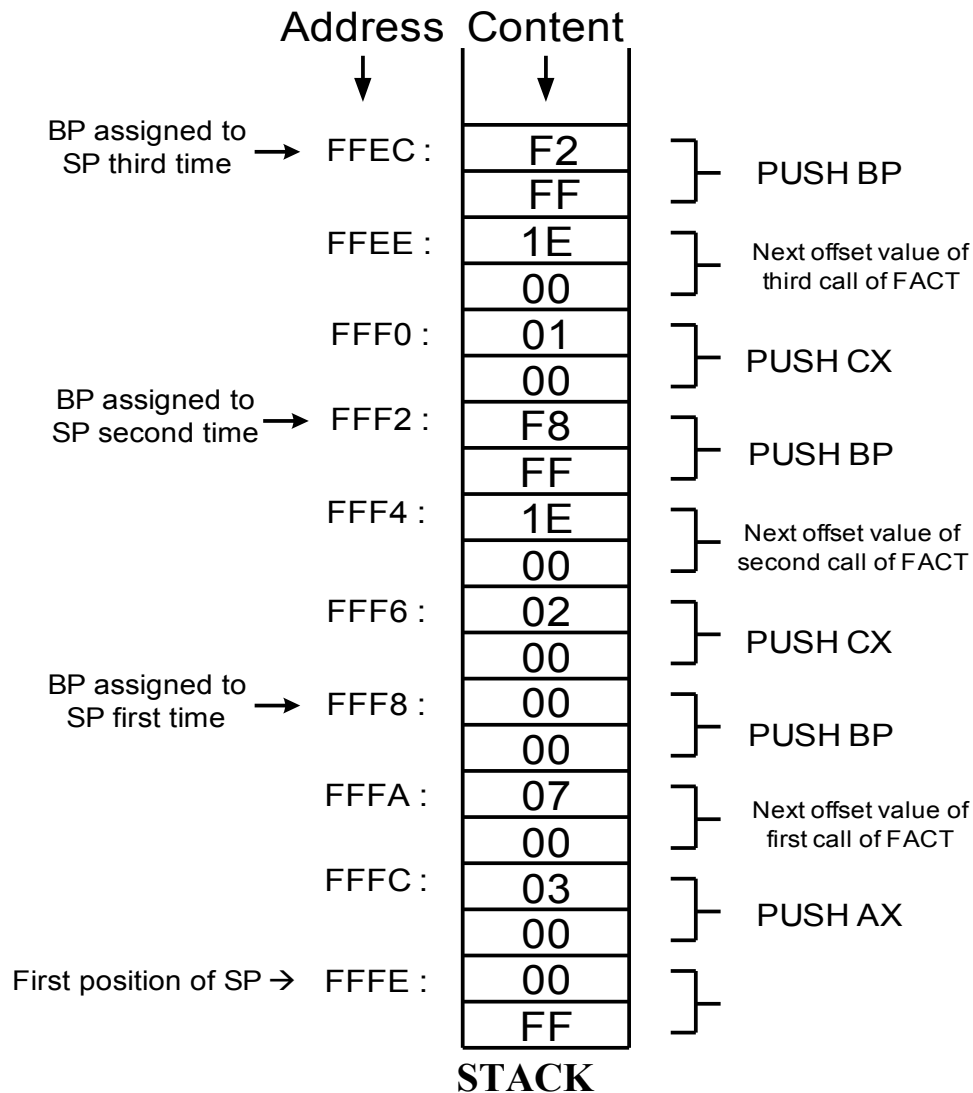 Address Content
BP assigned to
SP third time
FFEC :
F2
FF
PUSH BP
FFEE :
1E
00
Next offset value of
third call of FACT
FFF0 :
01
00
PUSH CX
BP assigned to
SP second time
FFF2 :
F8
FF
PUSH BP
FFF4 :
1E
00
Next offset value of
second call of FACT
FFF6 :
02
00
PUSH CX
BP assigned to
SP first time
FFF8 :
00
00
PUSH BP
FFFA :
07
00
Next offset value of
first call of FACT
FFFC :
03
00
PUSH AX
First position of SP →
FFFE :
00
FF
STACK